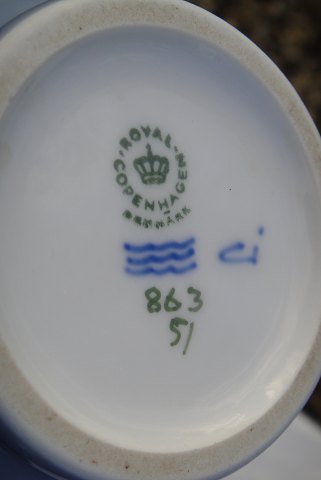 ROYAL
COPENHAGEN
DENMARK
ci
863
51